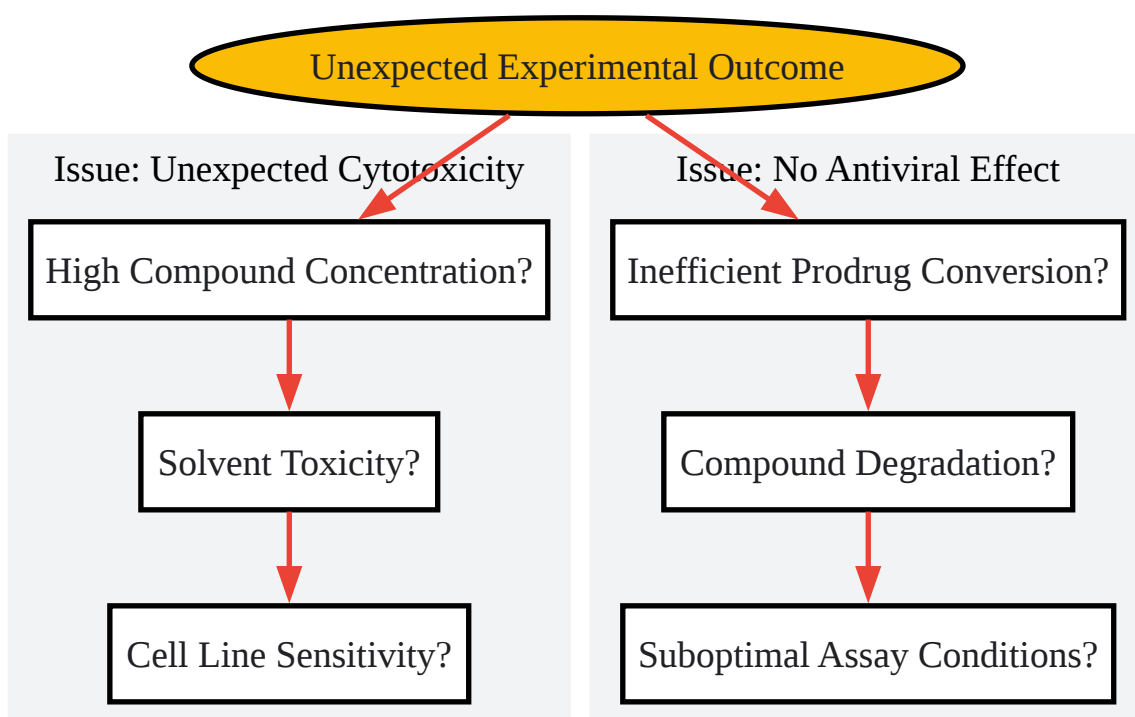 Unexpected Experimental Outcome
Issue: Unexpected Cytotoxicity
High Compound Concentration?
Solvent Toxicity?
Cell Line Sensitivity?
Issue: No Antiviral Effect
Inefficient Prodrug Conversion?
Compound Degradation?
Suboptimal Assay Conditions?